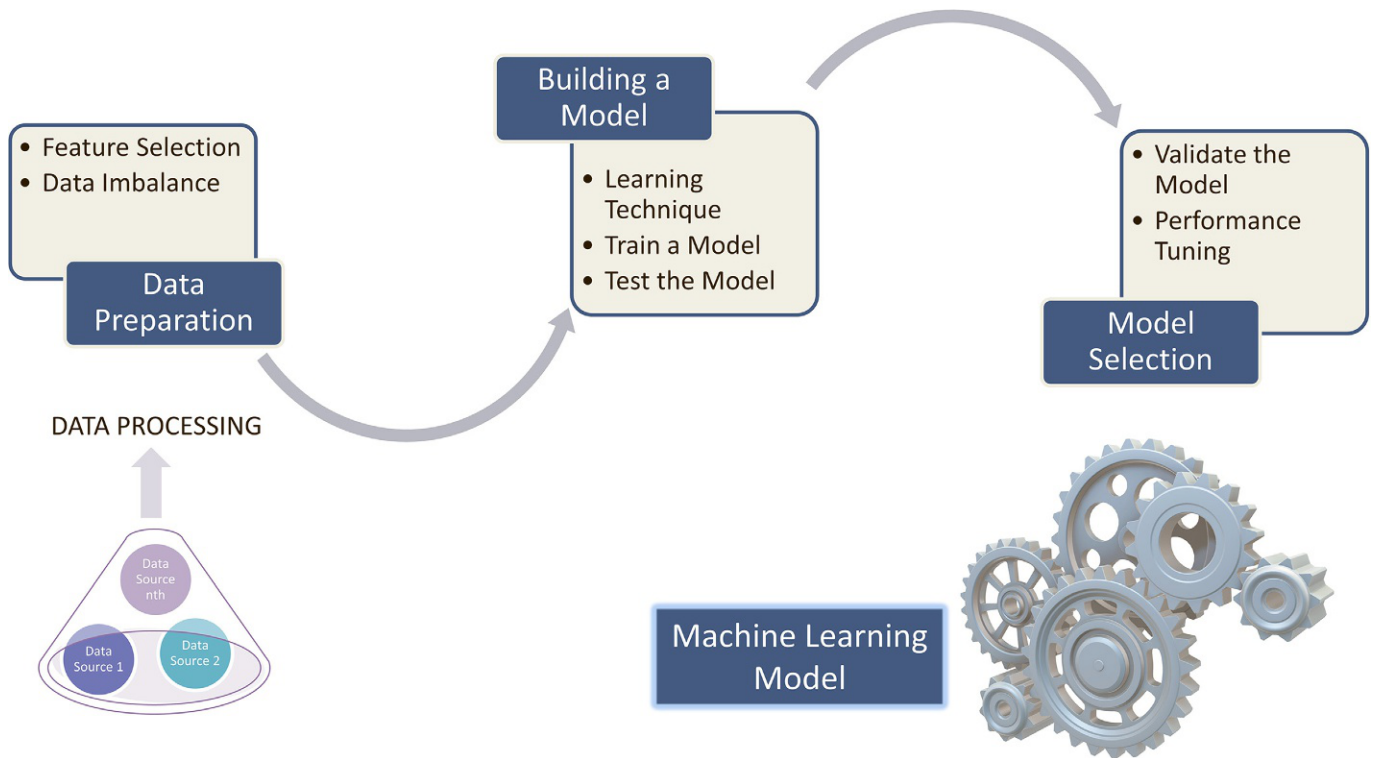 • Feature Selection
• Data Imbalance
Data
Preparation
Building a
Model
• Learning
Technique
• Train a Model
• Test the Model
• Validate the
Model
• Performance
Tuning
Model
Selection
DATA PROCESSING
Data
Source
nth
Data
Source 1
Data
Source 2
Machine Learning
Model